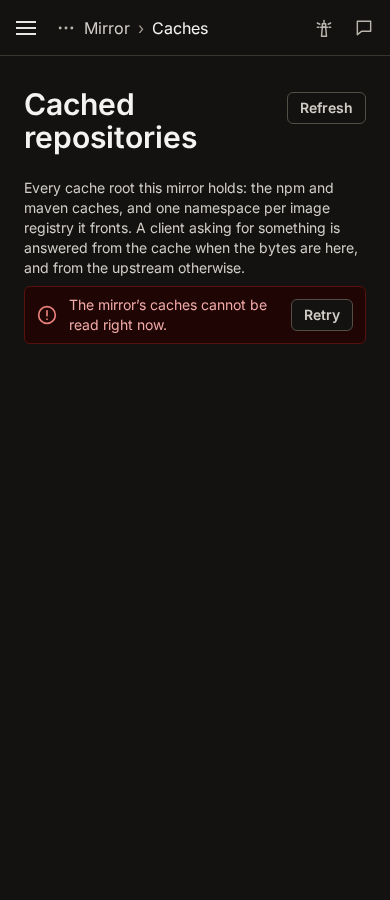 Mirror › Caches
Cached
repositories
Refresh
Every cache root this mirror holds: the npm and
maven caches, and one namespace per image
registry it fronts. A client asking for something is
answered from the cache when the bytes are here,
and from the upstream otherwise.
The mirror’s caches cannot be
read right now.
Retry